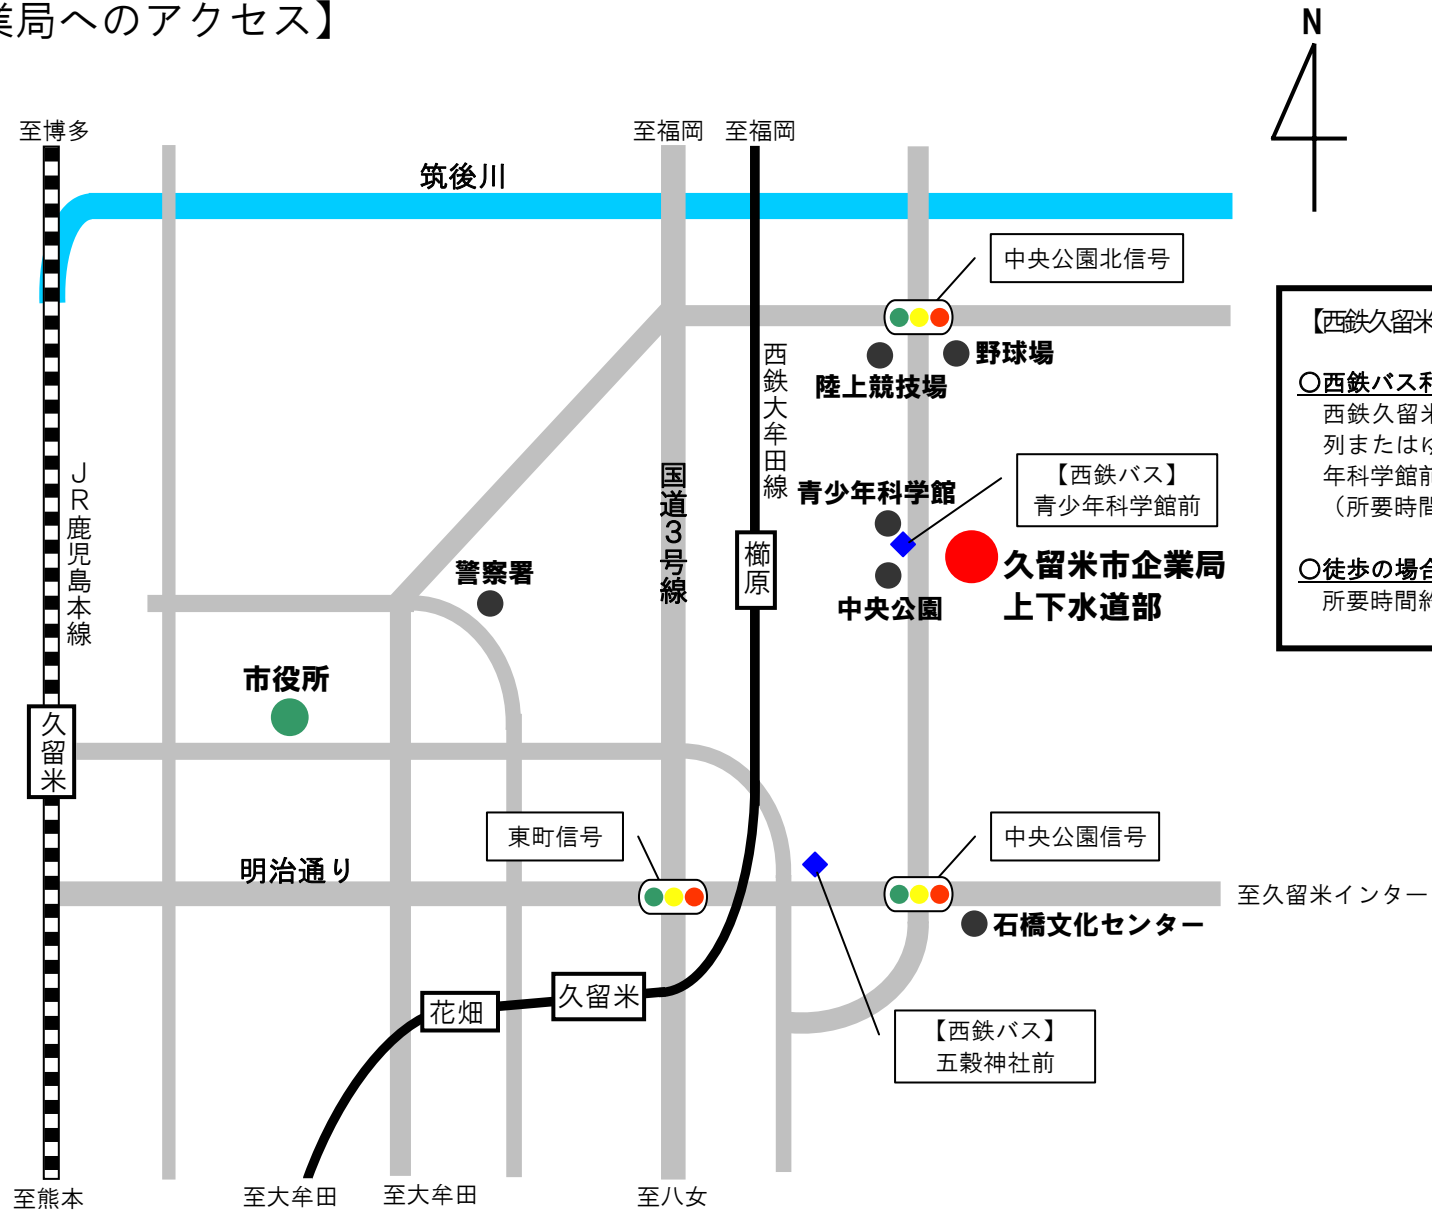 業局へのアクセス】
N
至博多
至福岡
至福岡
筑後川
中央公園北信号
【西鉄久留米
野球場
陸上競技場
西鉄大牟田線
〇西鉄バス利
西鉄久留米
列またはゆ
年科学館前
（所要時間
JR鹿児島本線
国道3号線
【西鉄バス】
青少年科学館前
青少年科学館
櫛原
久留米市企業局
上下水道部
警察署
中央公園
〇徒歩の場合
所要時間約
市役所
久留米
東町信号
中央公園信号
明治通り
至久留米インター
石橋文化センター
久留米
花畑
【西鉄バス】
五穀神社前
至熊本
至大牟田
至大牟田
至八女